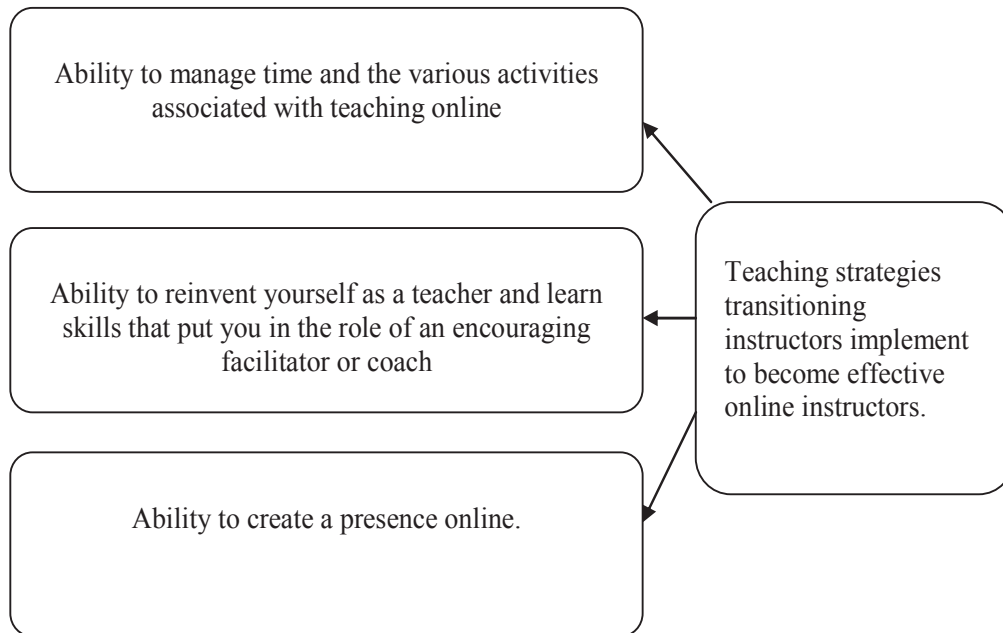 Ability to manage time and the various activities
associated with teaching online
Ability to reinvent yourself as a teacher and learn
skills that put you in the role of an encouraging
facilitator or coach
Ability to create a presence online.
Teaching strategies
transitioning
instructors implement
to become effective
online instructors.